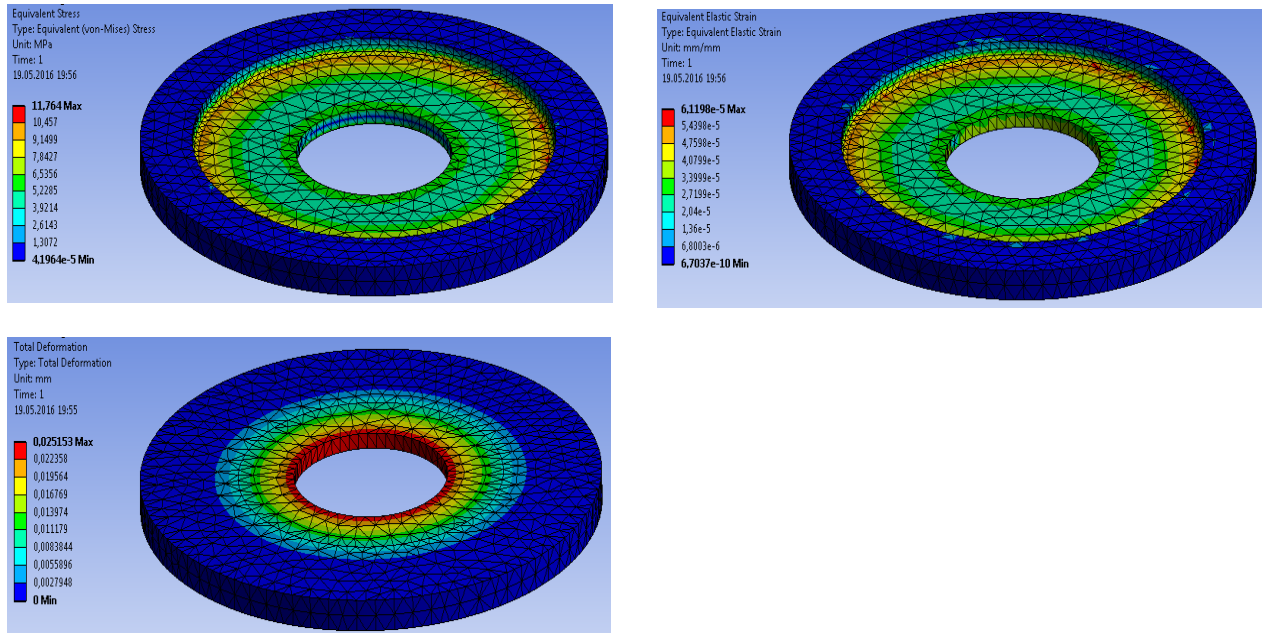 Equivalent Stress
Type: Equivalent (von-Mises) Stress
Unit: MPa
Time: 1
19.05.2016 19:56
11,764 Max
10,457
9,1499
7,8427
6,5356
5,2285
3,9214
2,6143
1,3072
4,1964e-5 Min
Equivalent Elastic Strain
Type: Equivalent Elastic Strain
Unit: mm/mm
Time: 1
19.05.2016 19:56
6,1198e-5 Max
5,4398e-5
4,7598e-5
4,0799e-5
3,3999e-5
2,7199e-5
2,04e-5
1,36e-5
6,8003e-6
6,7037e-10 Min
Total Deformation
Type: Total Deformation
Unit: mm
Time: 1
19.05.2016 19:55
0,025153 Max
0,022358
0,019564
0,016769
0,013974
0,011179
0,0083844
0,0055896
0,0027948
0 Min